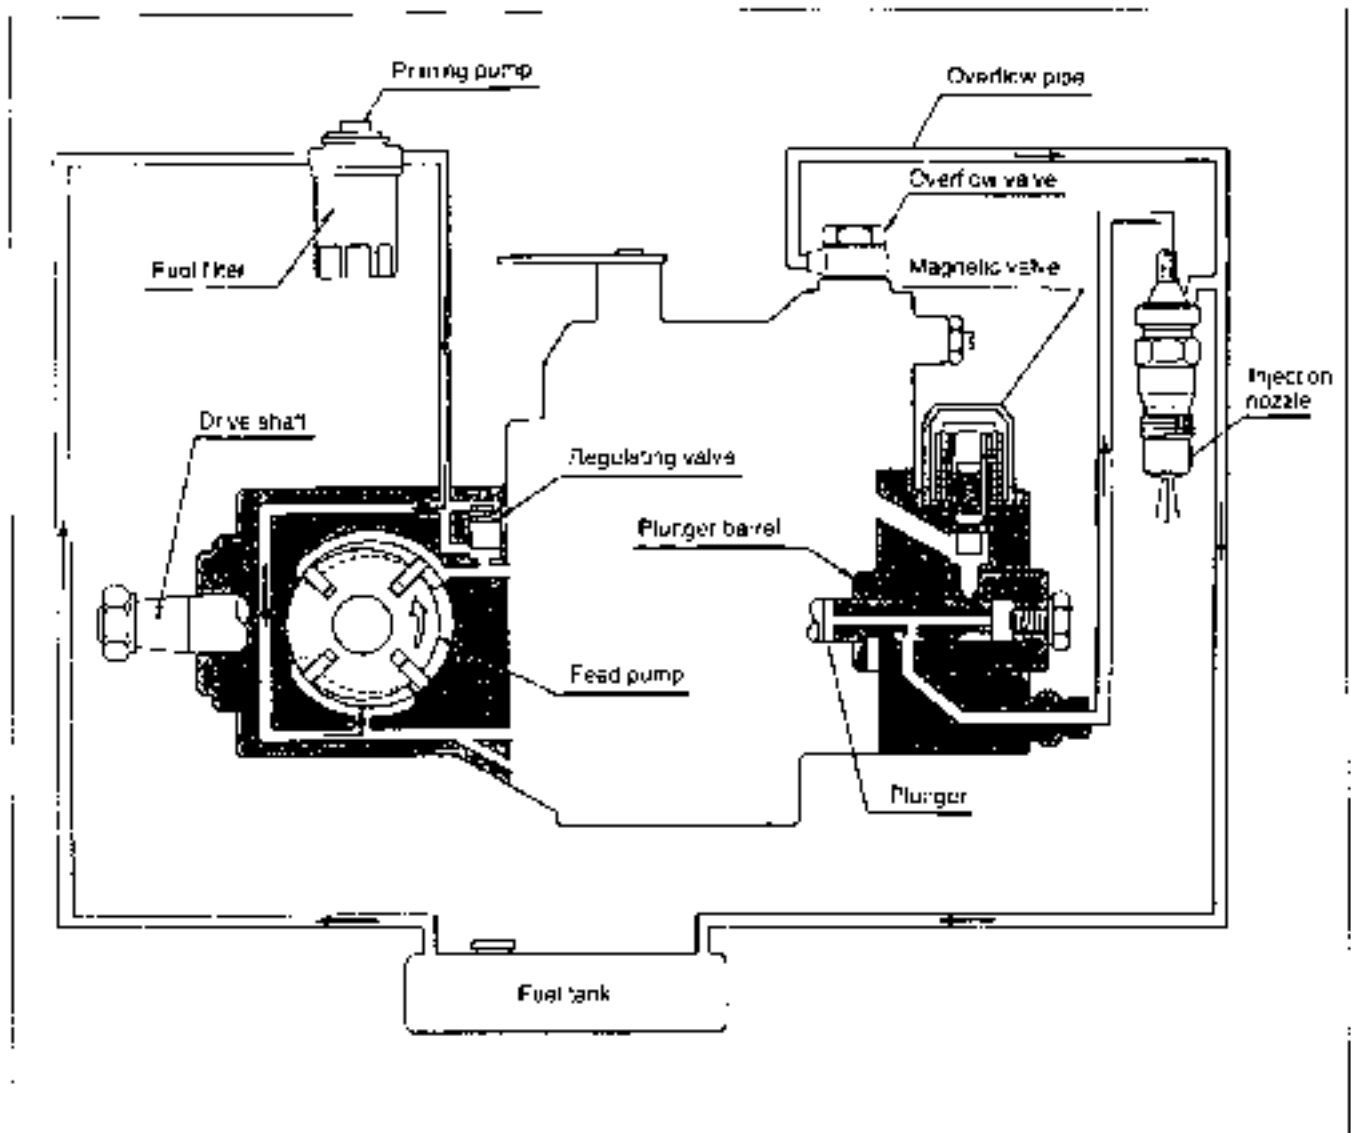 Priming pump
Overflow pipe
Overflow valve
Fuel filter
Magnetic valve
Injection
nozzle
Drive shaft
Regulating valve
Plunger barrel
Feed pump
Plunger
Fuel tank